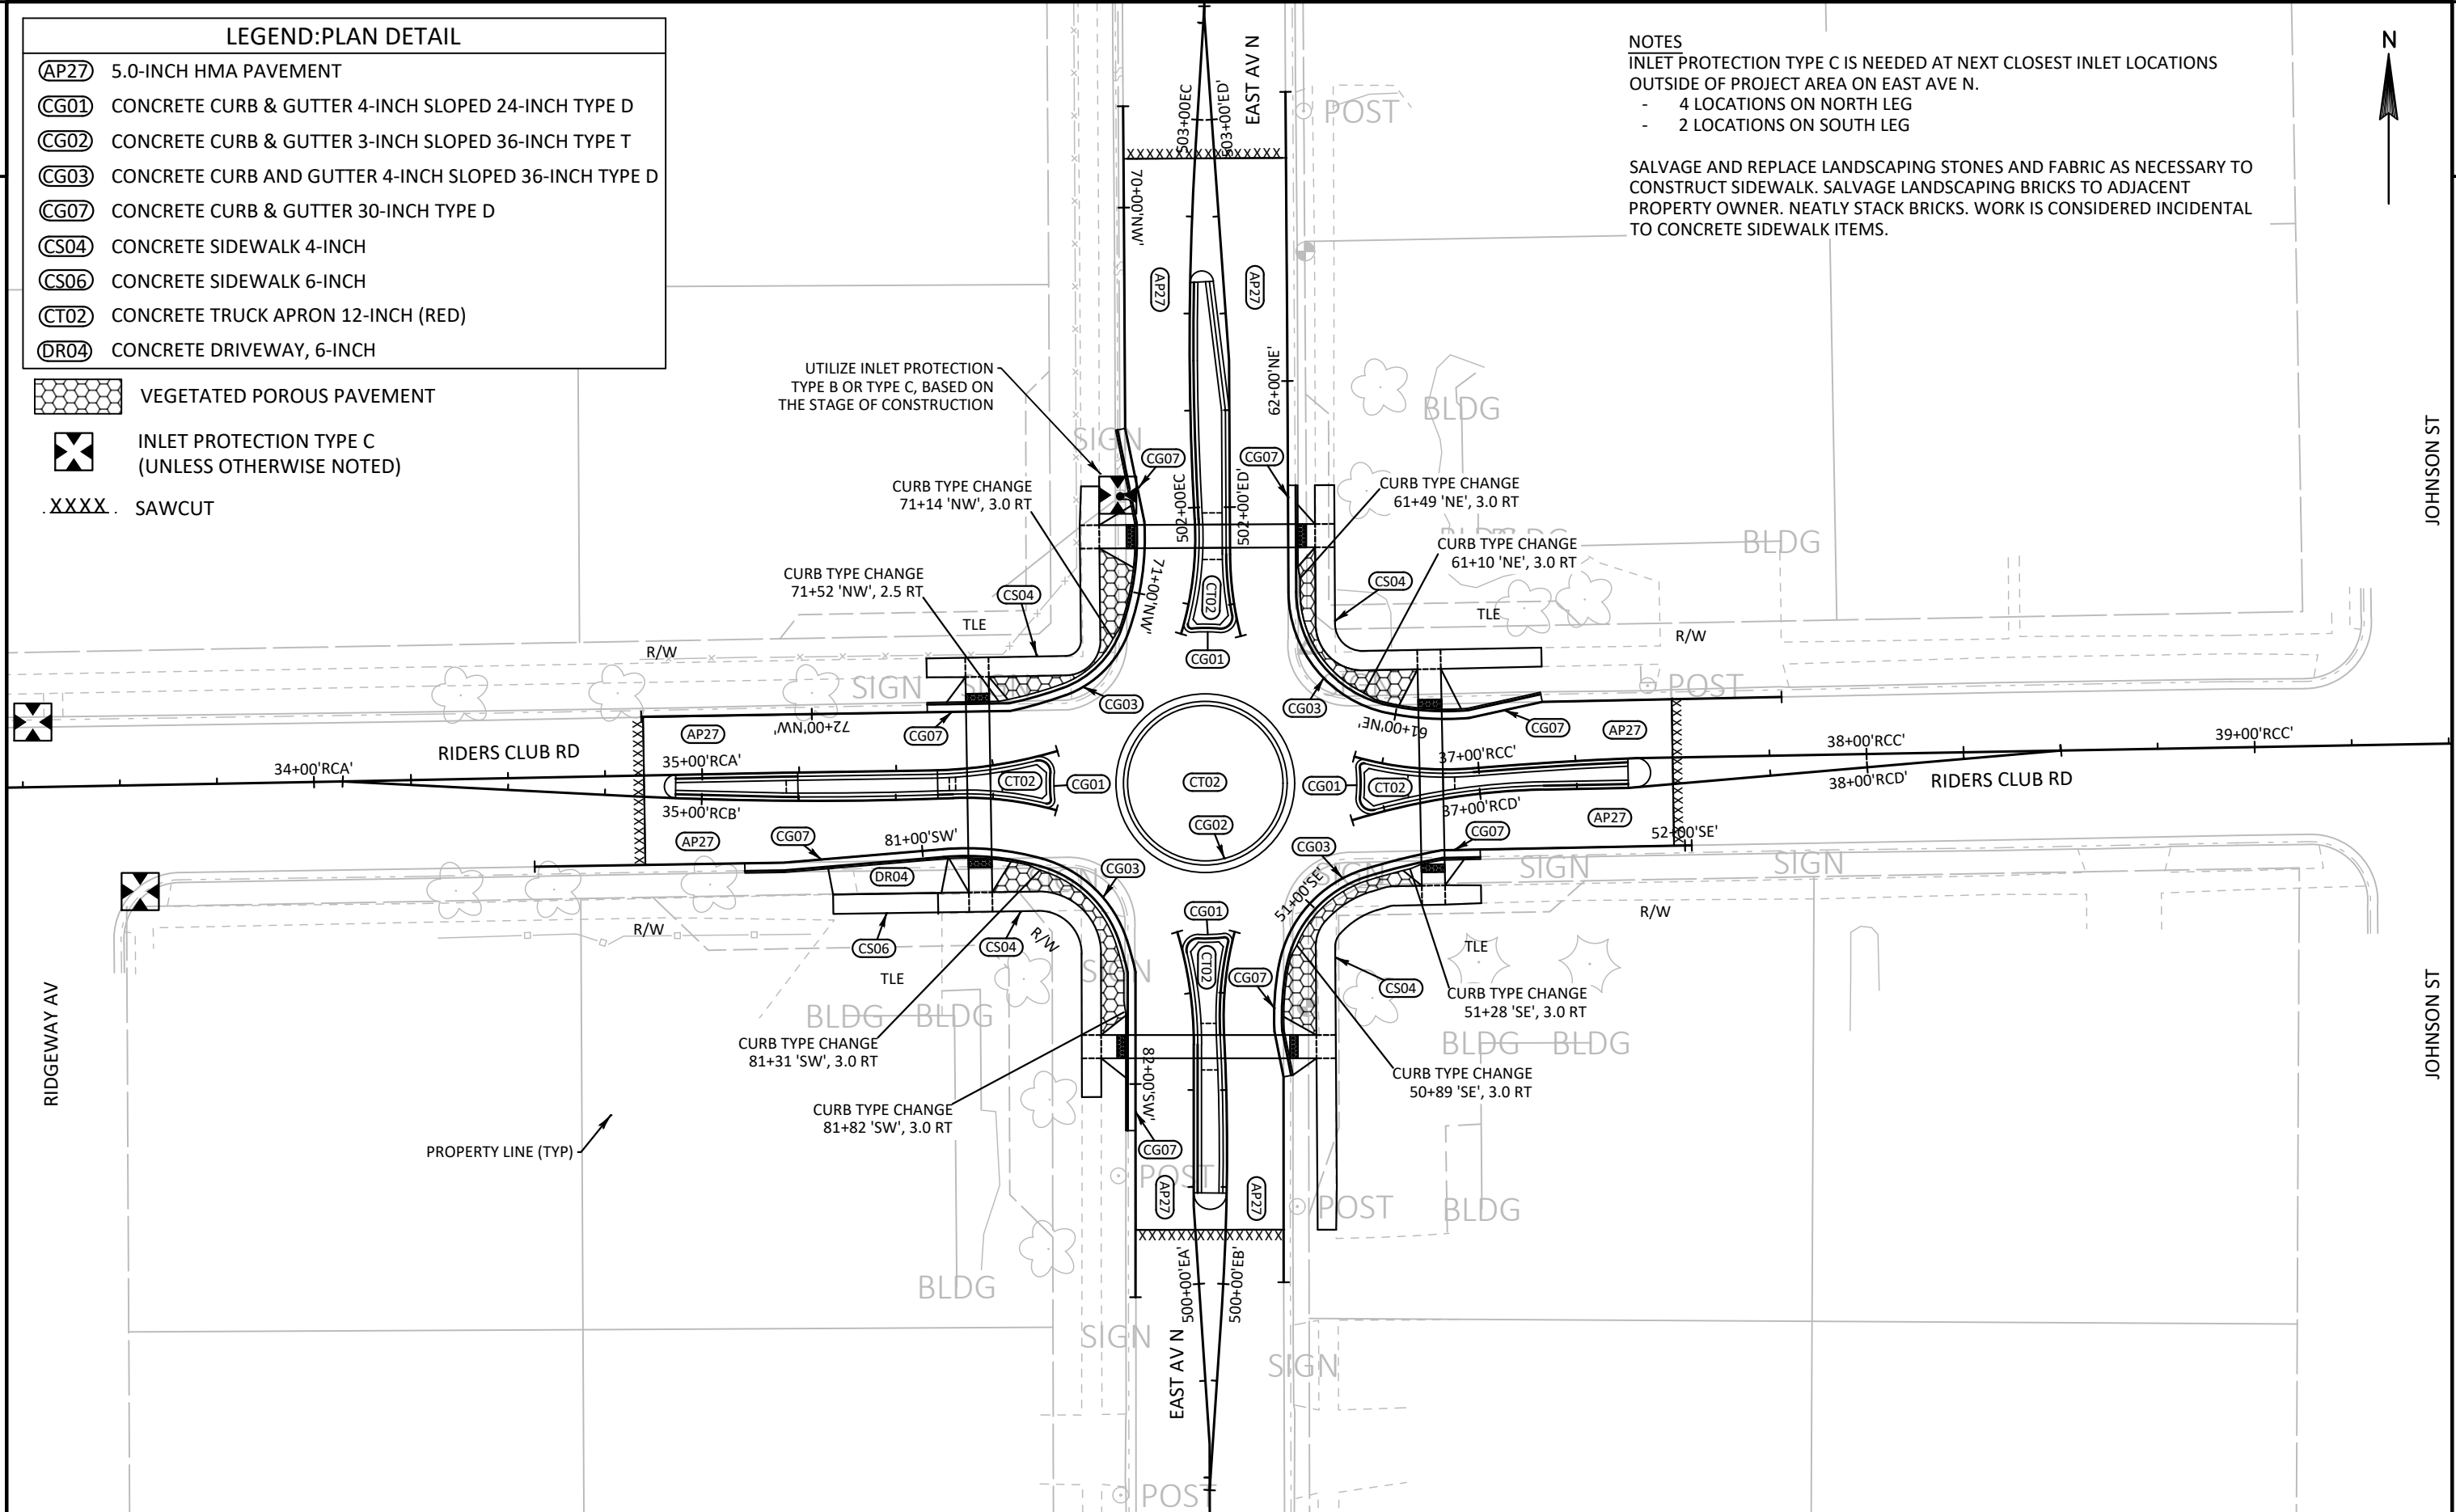 LEGEND:PLAN DETAIL
AP27 5.0-INCH HMA PAVEMENT
CG01 CONCRETE CURB & GUTTER 4-INCH SLOPED 24-INCH TYPE D
CG02 CONCRETE CURB & GUTTER 3-INCH SLOPED 36-INCH TYPE T
CG03 CONCRETE CURB AND GUTTER 4-INCH SLOPED 36-INCH TYPE D
CG07 CONCRETE CURB & GUTTER 30-INCH TYPE D
CS04 CONCRETE SIDEWALK 4-INCH
CS06 CONCRETE SIDEWALK 6-INCH
CT02 CONCRETE TRUCK APRON 12-INCH (RED)
DR04 CONCRETE DRIVEWAY, 6-INCH
VEGETATED POROUS PAVEMENT
INLET PROTECTION TYPE C
(UNLESS OTHERWISE NOTED)
.XXXX. SAWCUT
NOTES
INLET PROTECTION TYPE C IS NEEDED AT NEXT CLOSEST INLET LOCATIONS
OUTSIDE OF PROJECT AREA ON EAST AVE N.
- 4 LOCATIONS ON NORTH LEG
- 2 LOCATIONS ON SOUTH LEG
SALVAGE AND REPLACE LANDSCAPING STONES AND FABRIC AS NECESSARY TO
CONSTRUCT SIDEWALK. SALVAGE LANDSCAPING BRICKS TO ADJACENT
PROPERTY OWNER. NEATLY STACK BRICKS. WORK IS CONSIDERED INCIDENTAL
TO CONCRETE SIDEWALK ITEMS.
N
EAST AV N
503+00EC
503+00'ED'
POST
XXXXXXXXXXXXXXXXXX
70+00'NW'
AP27
AP27
62+00'NE'
UTILIZE INLET PROTECTION
TYPE B OR TYPE C, BASED ON
THE STAGE OF CONSTRUCTION
SIGN
BLDG
CG07
CG07
CURB TYPE CHANGE
71+14 'NW', 3.0 RT
CURB TYPE CHANGE
61+49 'NE', 3.0 RT
502+00EC
502+00'ED'
JOHNSON ST
BLDG
CURB TYPE CHANGE
61+10 'NE', 3.0 RT
CURB TYPE CHANGE
71+52 'NW', 2.5 RT
CS04
71+00'NW'
CT02
CS04
TLE
TLE
R/W
R/W
CG01
SIGN
POST
CG03
CG03
72+00'NW'
61+00'NE'
AP27
CG07
CG07
AP27
RIDERS CLUB RD
34+00'RCA'
35+00'RCA'
37+00'RCC'
38+00'RCC'
39+00'RCC'
CT02
CG01
CT02
CG01
CT02
38+00'RCD'
RIDERS CLUB RD
35+00'RCB'
37+00'RCD'
CG02
AP27
AP27
CG07
81+00'SW'
CG07
52+00'SE'
CG03
CG03
SIGN
SIGN
DR04
51+00'SE'
CG01
R/W
R/W
R/W
CS06
CS04
TLE
TLE
CT02
CG07
SIGN
CS04
RIDGEWAY AV
JOHNSON ST
BLDG
BLDG
CURB TYPE CHANGE
51+28 'SE', 3.0 RT
CURB TYPE CHANGE
81+31 'SW', 3.0 RT
BLDG
BLDG
82+00'SW'
CURB TYPE CHANGE
50+89 'SE', 3.0 RT
CURB TYPE CHANGE
81+82 'SW', 3.0 RT
PROPERTY LINE (TYP)
CG07
POST
AP27
AP27
POST
BLDG
XXXXXXXXXXXXXXXXX
500+00'EA'
500+00'EB'
BLDG
EAST AV N
SIGN
SIGN
POST